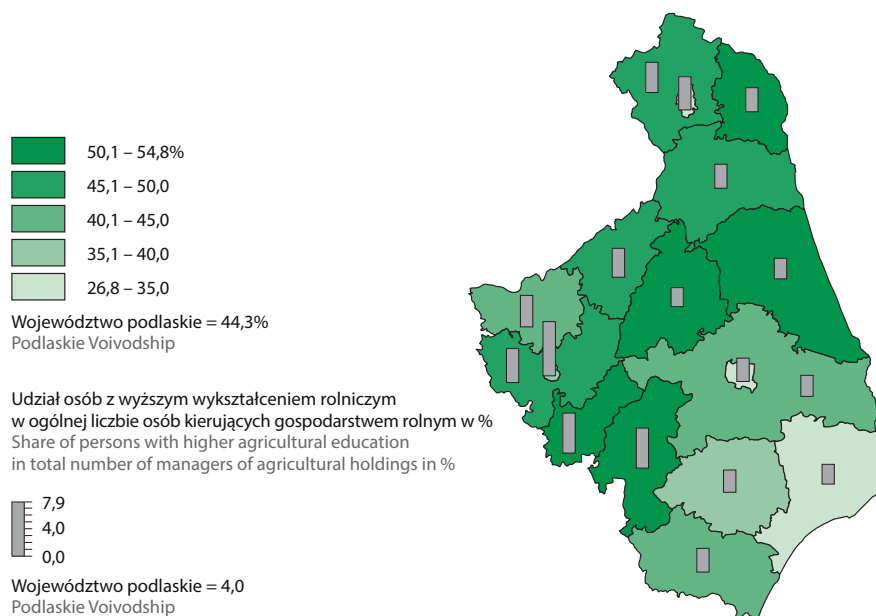 50,1 – 54,8%
45,1 – 50,0
40,1 – 45,0
35,1 – 40,0
26,8 – 35,0
Województwo podlaskie = 44,3%
Podlaskie Voivodship
Udział osób z wyższym wykształceniem rolniczym
w ogólnej liczbie osób kierujących gospodarstwem rolnym w %
Share of persons with higher agricultural education
in total number of managers of agricultural holdings in %
7,9
4,0
0,0
Województwo podlaskie = 4,0
Podlaskie Voivodship